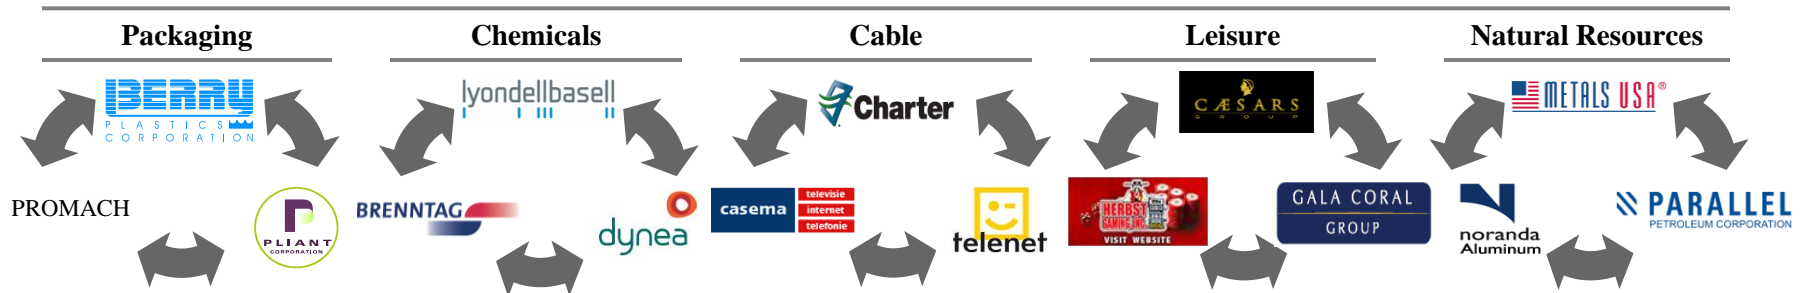 Packaging
Chemicals
Cable
Leisure
Natural Resources
BERRY
PLASTICS
CORPORATION
lyondellbasell
Charter
CÆSARS
GROUP
METALS USA®
PROMACH
PLIANT
CORPORATION
BRENNTAG
dynea
casema
televisie
internet
telefonie
telenet
HERBST
GAMING, INC.
VISIT WEBSITE
GALA CORAL
GROUP
noranda
Aluminum
PARALLEL
PETROLEUM CORPORATION